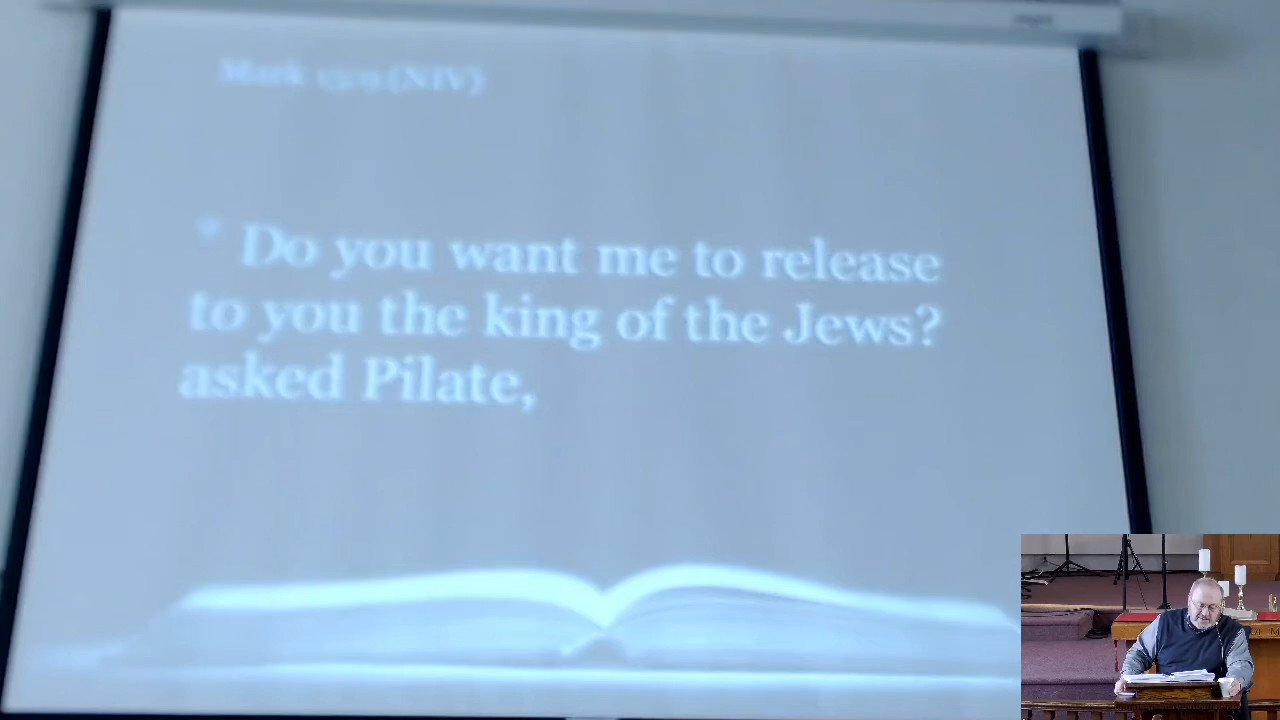 Mark 15:9 (NIV)
Do you want me to release
to you the king of the Jews?
asked Pilate,